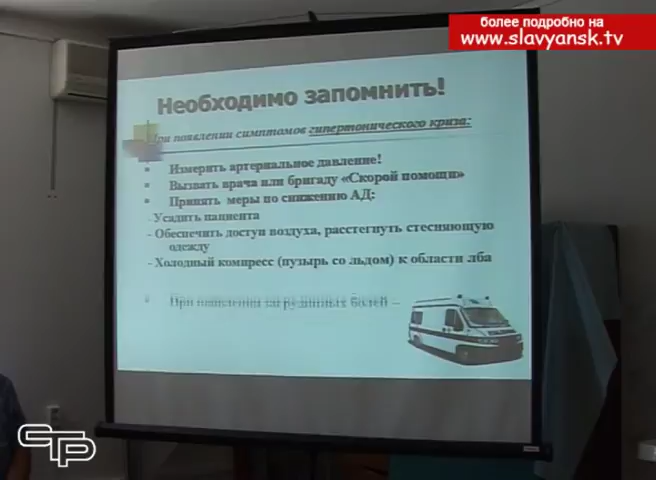 более подробно на
www.slavyansk.tv
Необходимо запомнить!
При появлении симптомов гипертонического криза:
Измерить артериальное давление!
Вызвать врача или бригаду «Скорой помощи»
Принять меры по снижению АД:
- Усадить пациента
- Обеспечить доступ воздуха, расстегнуть стесняющую
одежду
- Холодный компресс (пузырь со льдом) к области лба
При появлении загрудинных болей –
СТР